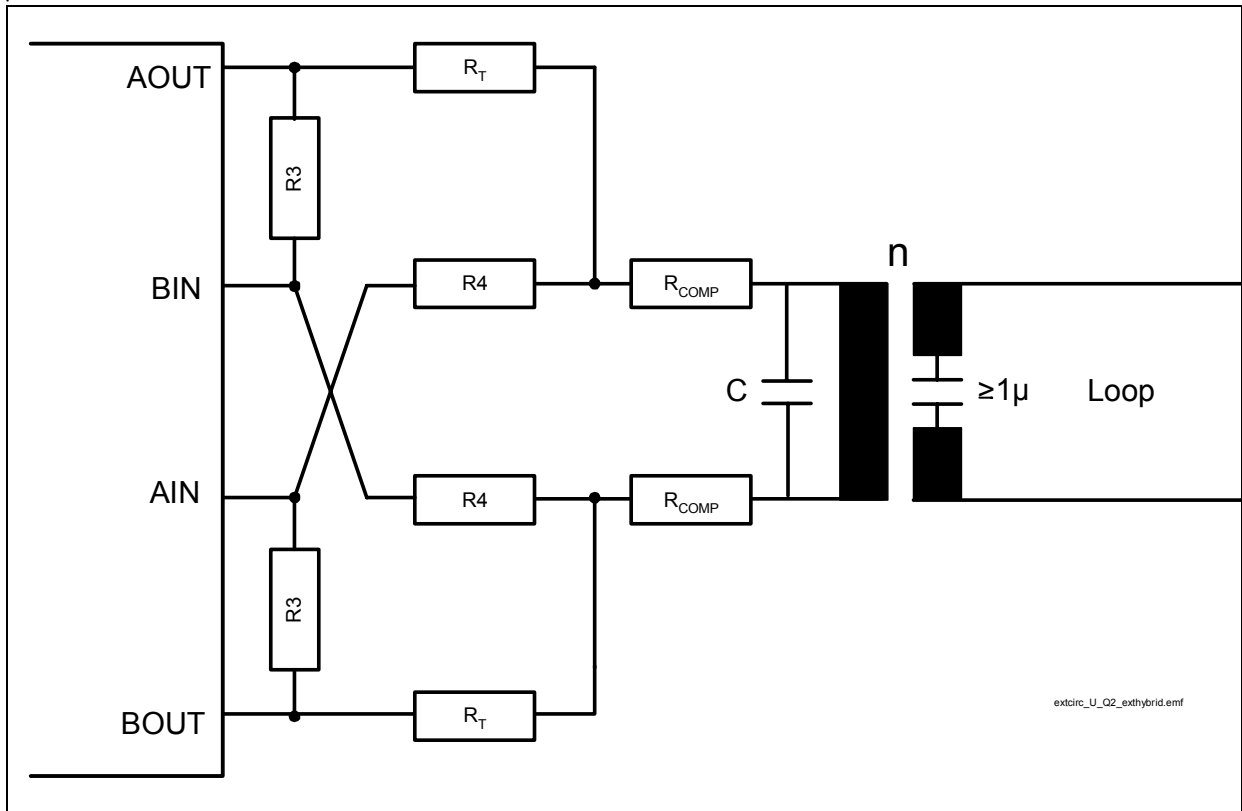 AOUT
R_T
R3
n
BIN
R4
R_COMP
C
≥1µ
Loop
AIN
R4
R_COMP
R3
BOUT
R_T
extcirc_U_Q2_exthybrid.emf